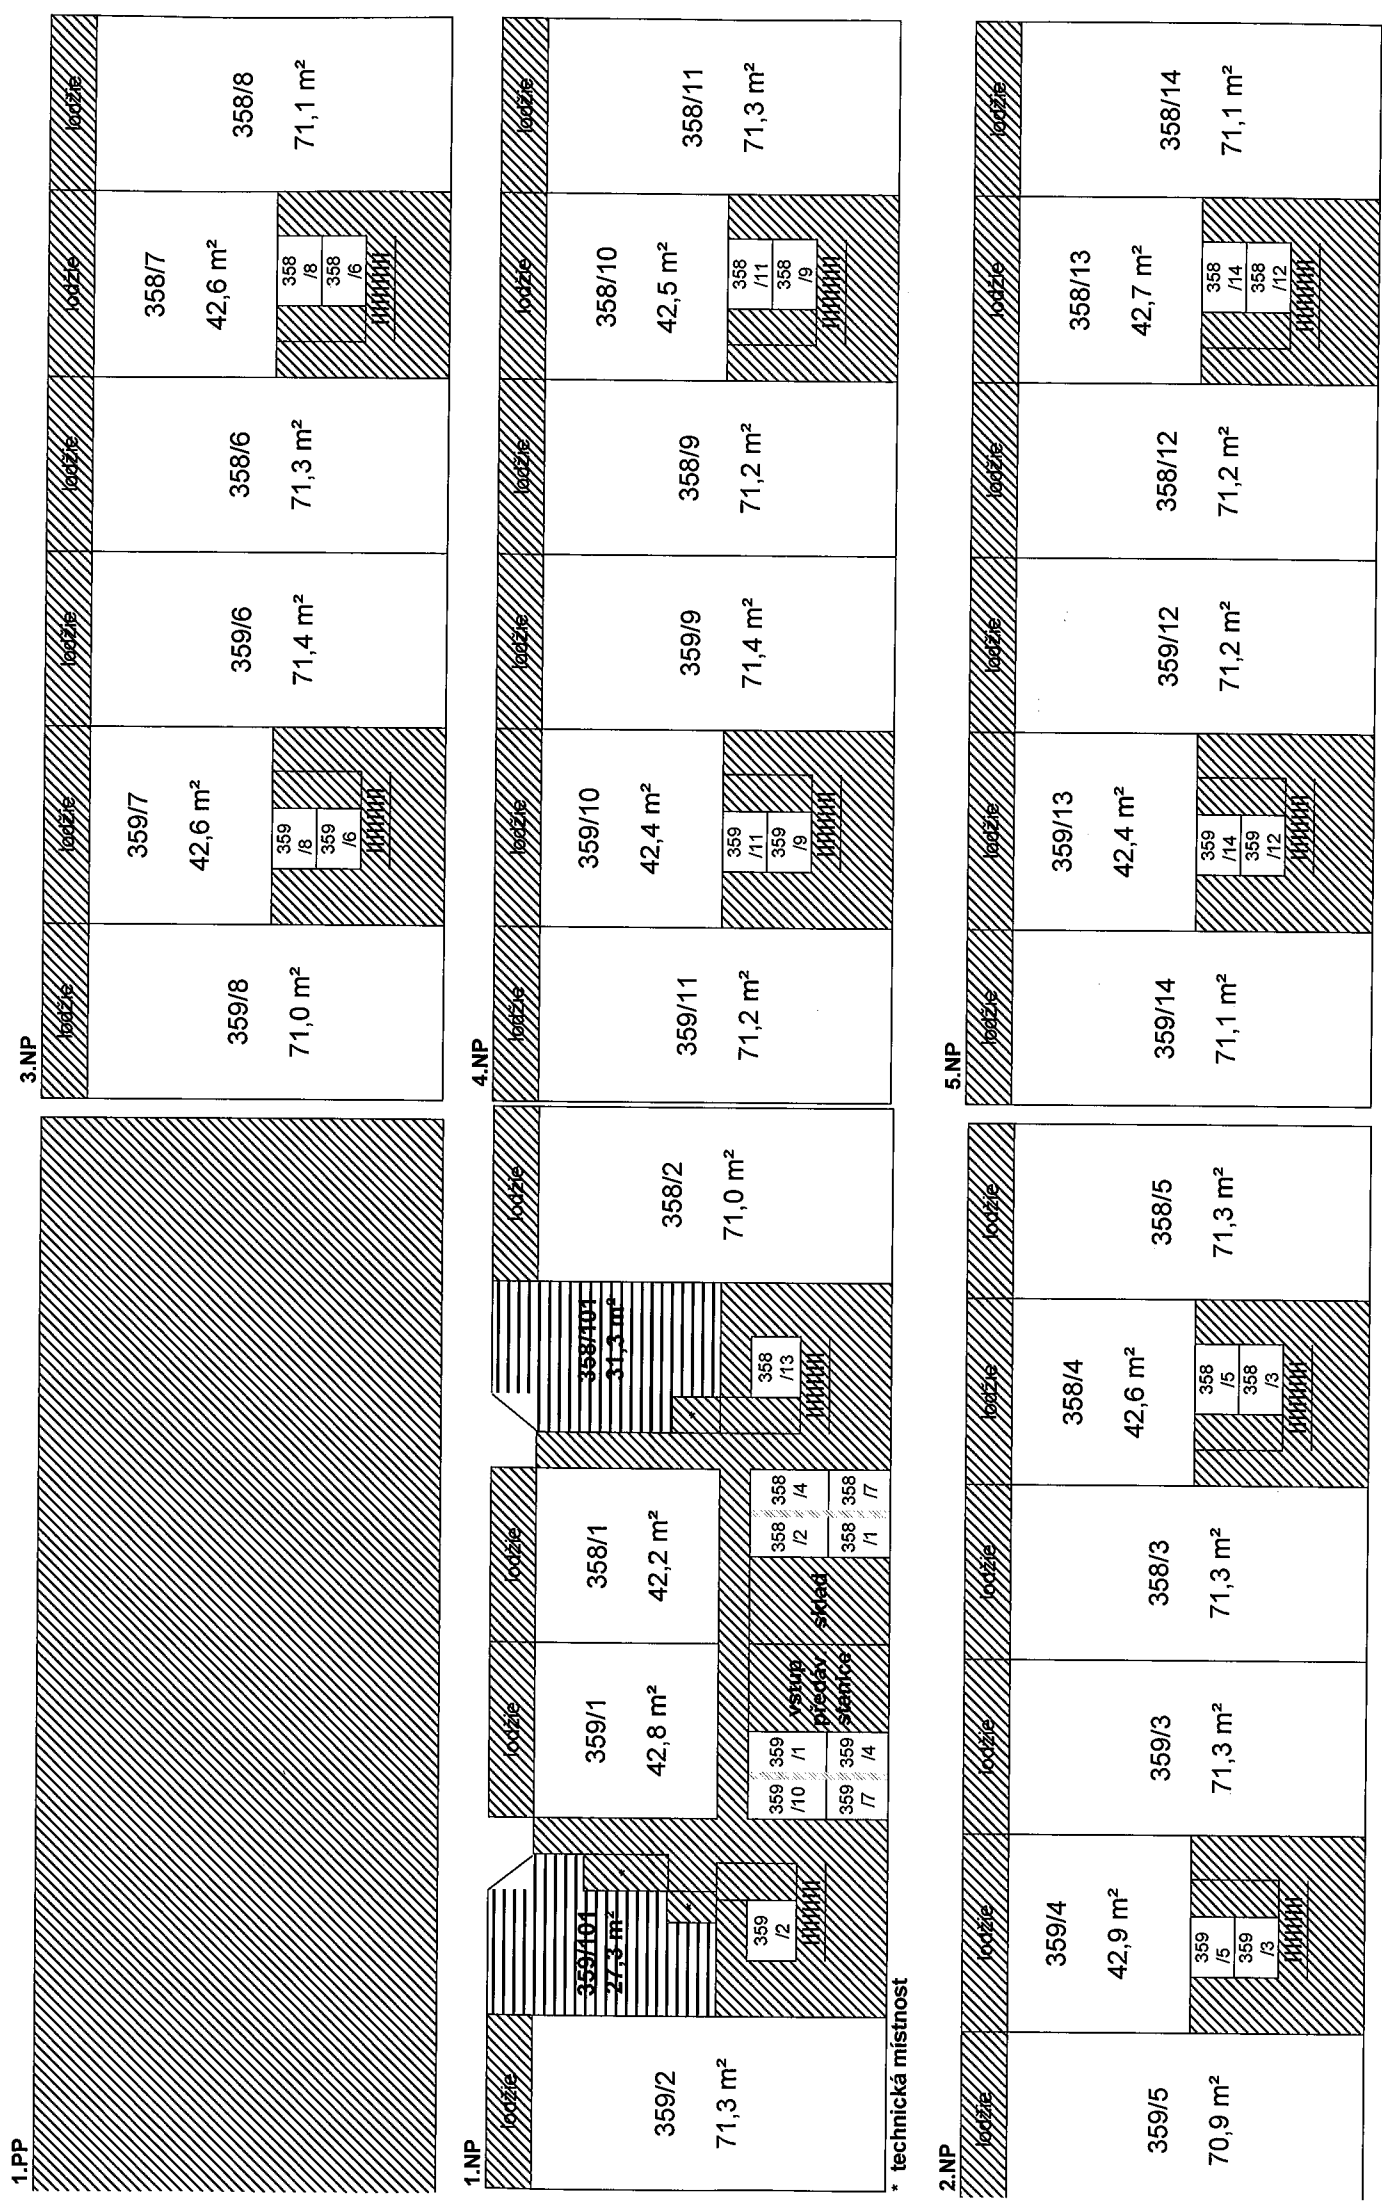 1.PP
3.NP
lodžie
lodžie
lodžie
lodžie
lodžie
lodžie
359/8
71,0 m²
359/7
42,6 m²
359
/8
359
/6
359/6
71,4 m²
358/6
71,3 m²
358/7
42,6 m²
358
/8
358
/6
358/8
71,1 m²
1.NP
lodžie
lodžie
lodžie
lodžie
359/2
71,3 m²
359/101
27,3 m²
*
*
359
/2
359/1
42,8 m²
359
/10
359
/1
359
/7
359
/4
vstup
předáv
stanice
sklad
358/1
42,2 m²
358
/2
358
/4
358
/1
358
/7
358/101
31,3 m²
*
358
/13
358/2
71,0 m²
* technická místnost
4.NP
lodžie
lodžie
lodžie
lodžie
lodžie
lodžie
359/11
71,2 m²
359/10
42,4 m²
359
/11
359
/9
359/9
71,4 m²
358/9
71,2 m²
358/10
42,5 m²
358
/11
358
/9
358/11
71,3 m²
2.NP
lodžie
lodžie
lodžie
lodžie
lodžie
lodžie
359/5
70,9 m²
359/4
42,9 m²
359
/5
359
/3
359/3
71,3 m²
358/3
71,3 m²
358/4
42,6 m²
358
/5
358
/3
358/5
71,3 m²
5.NP
lodžie
lodžie
lodžie
lodžie
lodžie
lodžie
359/14
71,1 m²
359/13
42,4 m²
359
/14
359
/12
359/12
71,2 m²
358/12
71,2 m²
358/13
42,7 m²
358
/14
358
/12
358/14
71,1 m²